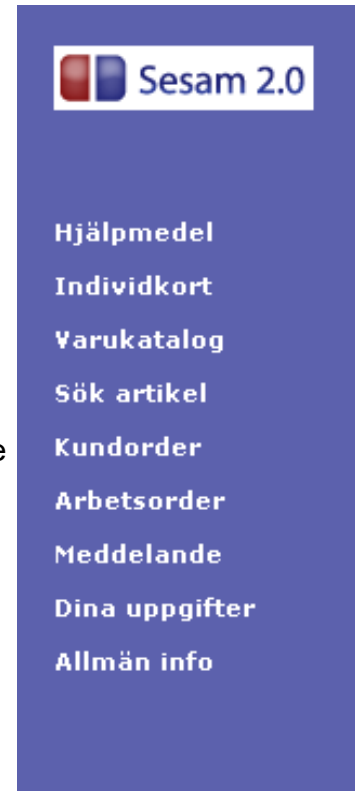 Sesam 2.0
Hjälpmedel
Individkort
Varukatalog
Sök artikel
e
Kundorder
Arbetsorder
Meddelande
Dina uppgifter
Allmän info